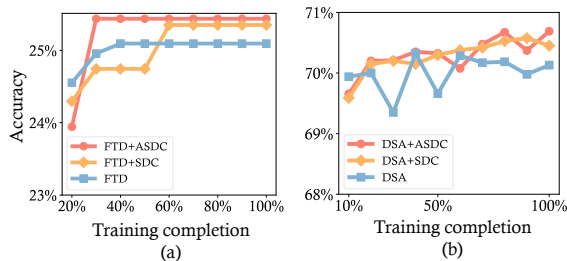 Accuracy
25%
24%
23%
20% 40% 60% 80% 100%
FTD+ASDC
FTD+SDC
FTD
Training completion
(a)
71%
70%
69%
68%
10% 50% 100%
DSA+ASDC
DSA+SDC
DSA
Training completion
(b)